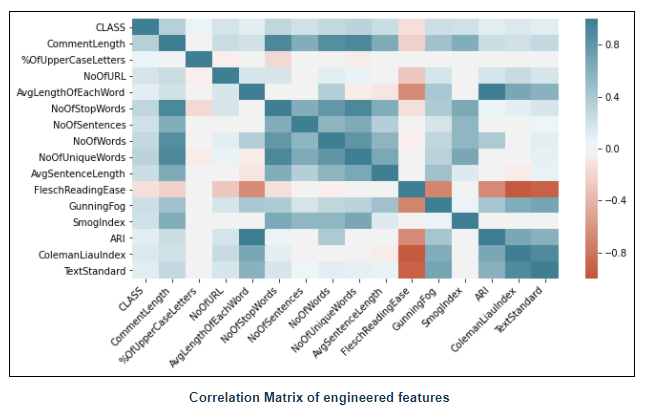 CLASS
CommentLength
%OfUpperCaseLetters
NoOfURL
AvgLengthOfEachWord
NoOfStopWords
NoOfSentences
NoOfWords
NoOfUniqueWords
AvgSentenceLength
FleschReadingEase
GunningFog
SmogIndex
ARI
ColemanLiauIndex
TextStandard
CLASS
CommentLength
%OfUpperCaseLetters
NoOfURL
AvgLengthOfEachWord
NoOfStopWords
NoOfSentences
NoOfWords
NoOfUniqueWords
AvgSentenceLength
FleschReadingEase
GunningFog
SmogIndex
ARI
ColemanLiauIndex
TextStandard
0.8
0.4
0.0
−0.4
−0.8
Correlation Matrix of engineered features